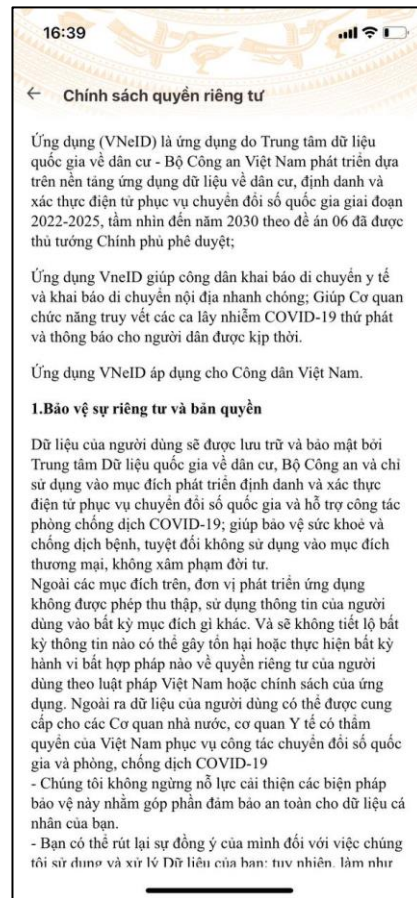 16:39
Chính sách quyền riêng tư
Ứng dụng (VNeID) là ứng dụng do Trung tâm dữ liệu
quốc gia về dân cư - Bộ Công an Việt Nam phát triển dựa
trên nền tảng ứng dụng dữ liệu về dân cư, định danh và
xác thực điện tử phục vụ chuyển đổi số quốc gia giai đoạn
2022-2025, tầm nhìn đến năm 2030 theo đề án 06 đã được
thủ tướng Chính phủ phê duyệt;
Ứng dụng VneID giúp công dân khai báo di chuyển y tế
và khai báo di chuyển nội địa nhanh chóng; Giúp Cơ quan
chức năng truy vết các ca lây nhiễm COVID-19 thứ phát
và thông báo cho người dân được kịp thời.
Ứng dụng VNeID áp dụng cho Công dân Việt Nam.
1.Bảo vệ sự riêng tư và bản quyền
Dữ liệu của người dùng sẽ được lưu trữ và bảo mật bởi
Trung tâm Dữ liệu quốc gia về dân cư, Bộ Công an và chỉ
sử dụng vào mục đích phát triển định danh và xác thực
điện tử phục vụ chuyển đổi số quốc gia và hỗ trợ công tác
phòng chống dịch COVID-19; giúp bảo vệ sức khoẻ và
chống dịch bệnh, tuyệt đối không sử dụng vào mục đích
thương mại, không xâm phạm đời tư.
Ngoài các mục đích trên, đơn vị phát triển ứng dụng
không được phép thu thập, sử dụng thông tin của người
dùng vào bất kỳ mục đích gì khác. Và sẽ không tiết lộ bất
kỳ thông tin nào có thể gây tổn hại hoặc thực hiện bất kỳ
hành vi bất hợp pháp nào về quyền riêng tư của người
dùng theo luật pháp Việt Nam hoặc chính sách của ứng
dụng. Ngoài ra dữ liệu của người dùng có thể được cung
cấp cho các Cơ quan nhà nước, cơ quan Y tế có thẩm
quyền của Việt Nam phục vụ công tác chuyển đổi số quốc
gia và phòng, chống dịch COVID-19
- Chúng tôi không ngừng nỗ lực cải thiện các biện pháp
bảo vệ này nhằm góp phần đảm bảo an toàn cho dữ liệu cá
nhân của bạn.
- Bạn có thể rút lại sự đồng ý của mình đối với việc chúng
tôi sử dụng và xử lý Dữ liệu của bạn; tuy nhiên, làm như